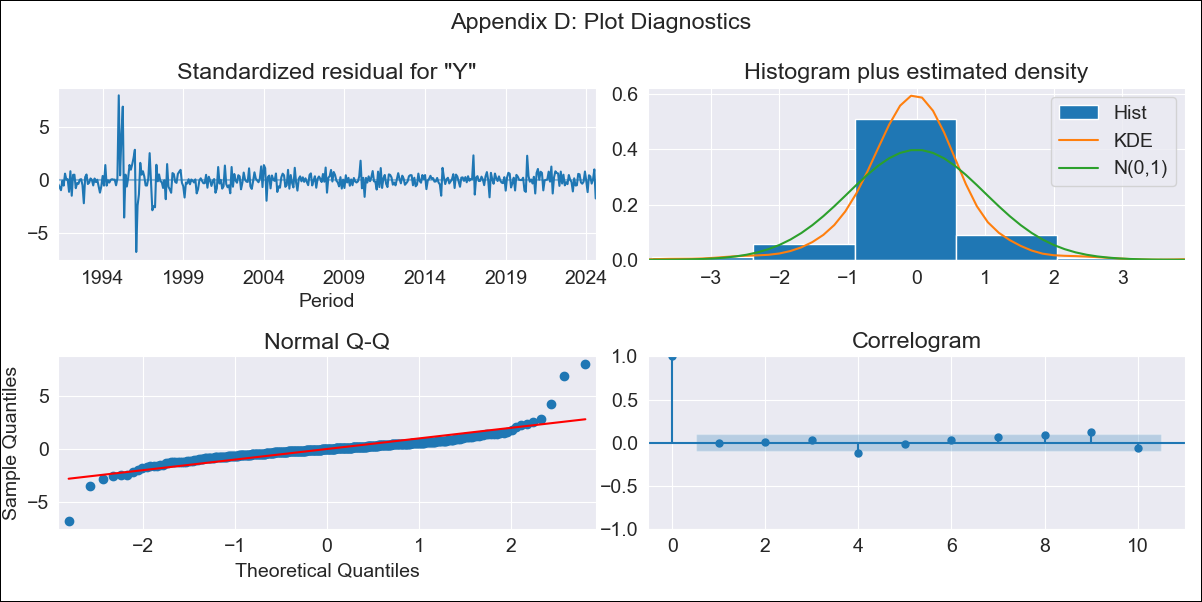 Appendix D: Plot Diagnostics
Standardized residual for "Y"
5
0
−5
1994 1999 2004 2009 2014 2019 2024
Period
Histogram plus estimated density
0.6
0.4
0.2
0.0
Hist
KDE
N(0,1)
−3 −2 −1 0 1 2 3
Normal Q-Q
Sample Quantiles
5
0
−5
−2 −1 0 1 2
Theoretical Quantiles
Correlogram
1.0
0.5
0.0
−0.5
−1.0
0 2 4 6 8 10